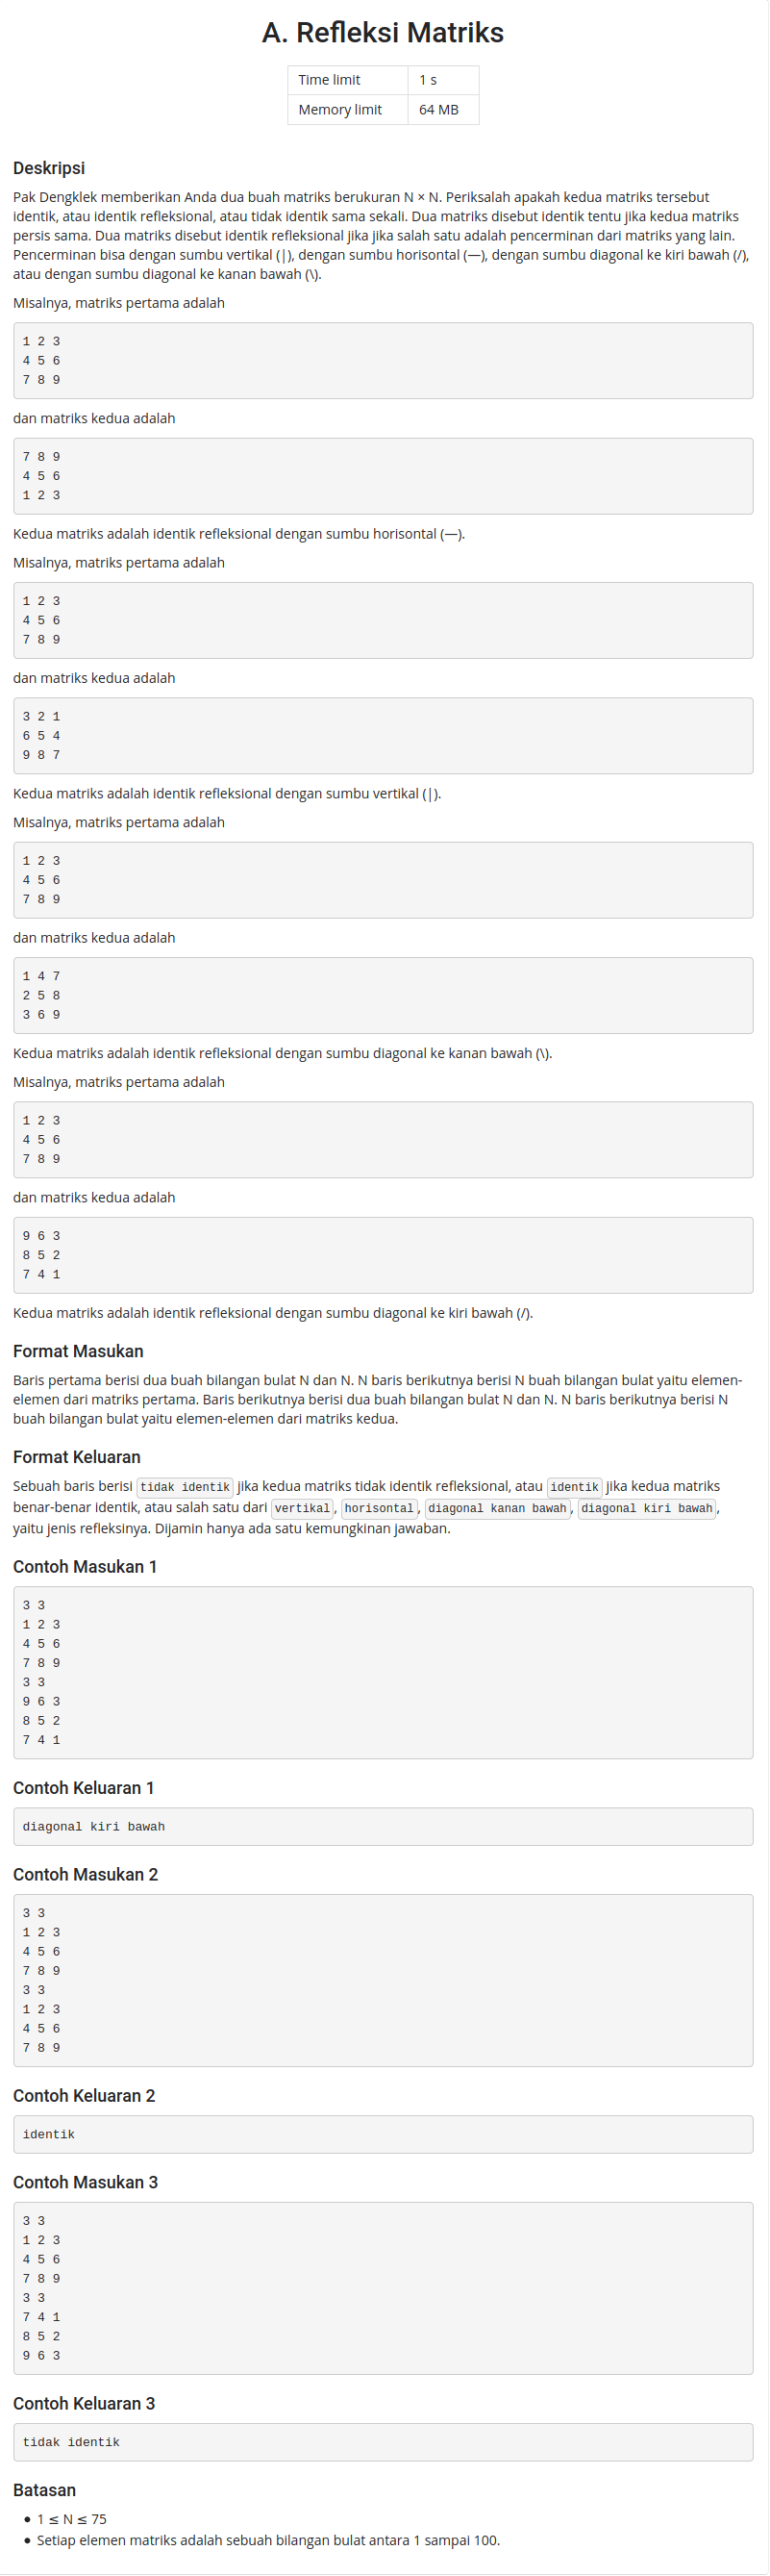 A. Refleksi Matriks
Time limit 1 s
Memory limit 64 MB
Deskripsi
Pak Dengklek memberikan Anda dua buah matriks berukuran N × N. Periksalah apakah kedua matriks tersebut
identik, atau identik refleksional, atau tidak identik sama sekali. Dua matriks disebut identik tentu jika kedua matriks
persis sama. Dua matriks disebut identik refleksional jika jika salah satu adalah pencerminan dari matriks yang lain.
Pencerminan bisa dengan sumbu vertikal (|), dengan sumbu horisontal (—), dengan sumbu diagonal ke kiri bawah (/),
atau dengan sumbu diagonal ke kanan bawah (\).
Misalnya, matriks pertama adalah
1 2 3
4 5 6
7 8 9
dan matriks kedua adalah
7 8 9
4 5 6
1 2 3
Kedua matriks adalah identik refleksional dengan sumbu horisontal (—).
Misalnya, matriks pertama adalah
1 2 3
4 5 6
7 8 9
dan matriks kedua adalah
3 2 1
6 5 4
9 8 7
Kedua matriks adalah identik refleksional dengan sumbu vertikal (|).
Misalnya, matriks pertama adalah
1 2 3
4 5 6
7 8 9
dan matriks kedua adalah
1 4 7
2 5 8
3 6 9
Kedua matriks adalah identik refleksional dengan sumbu diagonal ke kanan bawah (\).
Misalnya, matriks pertama adalah
1 2 3
4 5 6
7 8 9
dan matriks kedua adalah
9 6 3
8 5 2
7 4 1
Kedua matriks adalah identik refleksional dengan sumbu diagonal ke kiri bawah (/).
Format Masukan
Baris pertama berisi dua buah bilangan bulat N dan N. N baris berikutnya berisi N buah bilangan bulat yaitu elemen-
elemen dari matriks pertama. Baris berikutnya berisi dua buah bilangan bulat N dan N. N baris berikutnya berisi N
buah bilangan bulat yaitu elemen-elemen dari matriks kedua.
Format Keluaran
Sebuah baris berisi tidak identik jika kedua matriks tidak identik refleksional, atau identik jika kedua matriks
benar-benar identik, atau salah satu dari vertikal, horisontal, diagonal kanan bawah, diagonal kiri bawah,
yaitu jenis refleksinya. Dijamin hanya ada satu kemungkinan jawaban.
Contoh Masukan 1
3 3
1 2 3
4 5 6
7 8 9
3 3
9 6 3
8 5 2
7 4 1
Contoh Keluaran 1
diagonal kiri bawah
Contoh Masukan 2
3 3
1 2 3
4 5 6
7 8 9
3 3
1 2 3
4 5 6
7 8 9
Contoh Keluaran 2
identik
Contoh Masukan 3
3 3
1 2 3
4 5 6
7 8 9
3 3
7 4 1
8 5 2
9 6 3
Contoh Keluaran 3
tidak identik
Batasan
● 1 ≤ N ≤ 75
● Setiap elemen matriks adalah sebuah bilangan bulat antara 1 sampai 100.